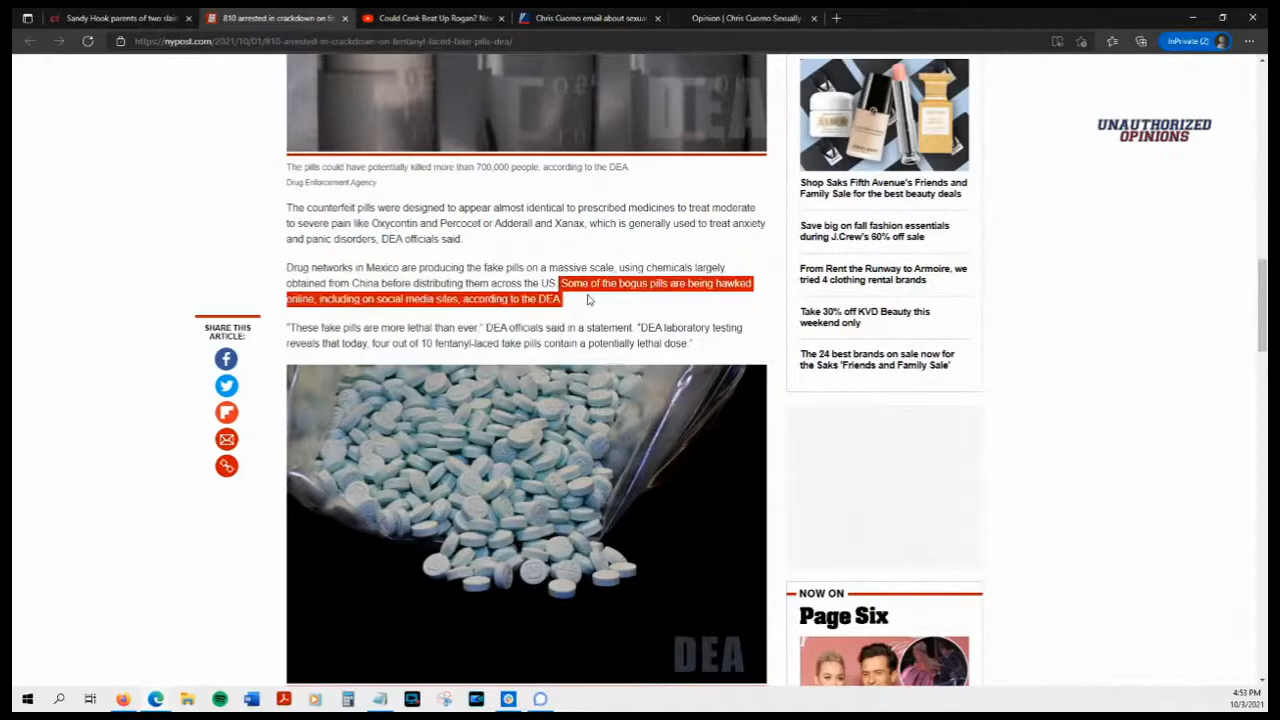 Sandy Hook parents of two slai
810 arrested in crackdown on fe
Could Cenk Beat Up Rogan? Ne
Chris Cuomo email about sexua
Opinion | Chris Cuomo Sexually
https://nypost.com/2021/10/01/810-arrested-in-crackdown-on-fentanyl-laced-fake-pills-dea/
InPrivate (2)
DEA
The pills could have potentially killed more than 700,000 people, according to the DEA
Drug Enforcement Agency
The counterfeit pills were designed to appear almost identical to prescribed medicines to treat moderate
to severe pain like Oxycontin and Percocet or Adderall and Xanax, which is generally used to treat anxiety
and panic disorders, DEA officials said.
Drug networks in Mexico are producing the fake pills on a massive scale, using chemicals largely
obtained from China before distributing them across the US. Some of the bogus pills are being hawked
online, including on social media sites, according to the DEA.
"These fake pills are more lethal than ever," DEA officials said in a statement. "DEA laboratory testing
reveals that today, four out of 10 fentanyl-laced fake pills contain a potentially lethal dose."
SHARE THIS
ARTICLE:
DEA
Shop Saks Fifth Avenue's Friends and
Family Sale for the best beauty deals
Save big on fall fashion essentials
during J.Crew's 60% off sale
From Rent the Runway to Armoire, we
tried 4 clothing rental brands
Take 30% off KVD Beauty this
weekend only
The 24 best brands on sale now for
the Saks 'Friends and Family Sale'
NOW ON
Page Six
UNAUTHORIZED
OPINIONS
4:53 PM
10/3/2021